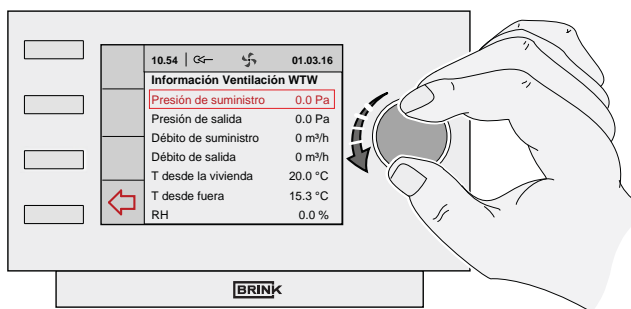 10.54 01.03.16
Información Ventilación WTW
Presión de suministro 0.0 Pa
Presión de salida 0.0 Pa
Débito de suministro 0 m³/h
Débito de salida 0 m³/h
T desde la vivienda 20.0 °C
T desde fuera 15.3 °C
RH 0.0 %
BRINK